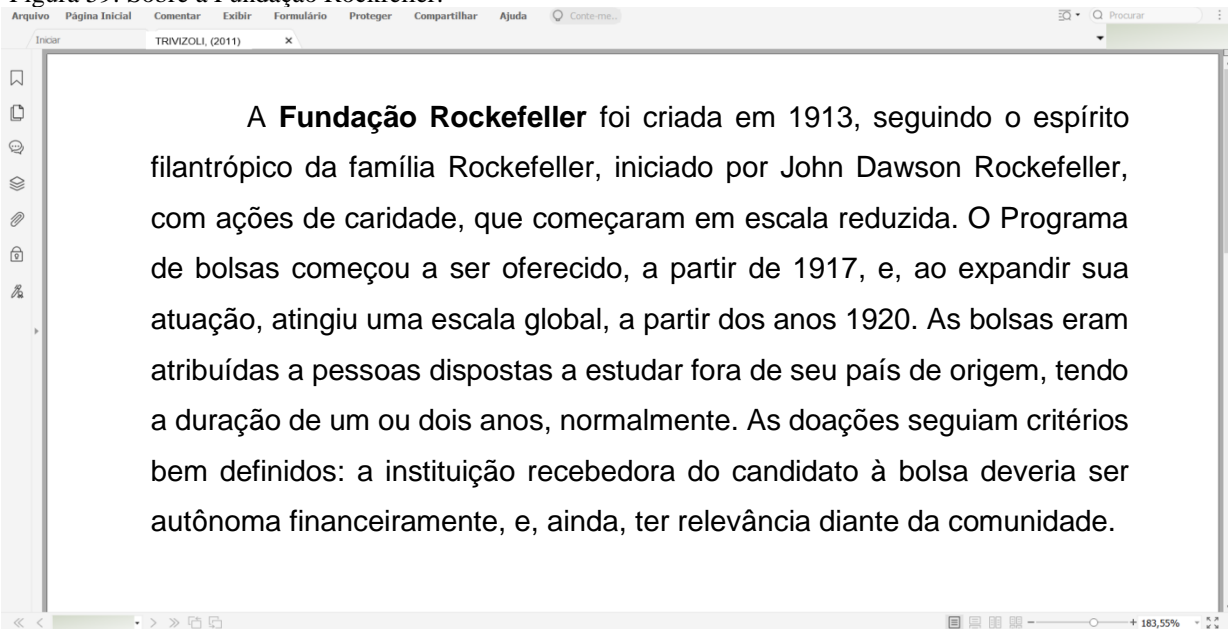 Arquivo Página Inicial Comentar Exibir Formulário Proteger Compartilhar Ajuda Conte-me... Procurar
Iniciar TRIVIZOLI, (2011) ×
A Fundação Rockefeller foi criada em 1913, seguindo o espírito
filantrópico da família Rockefeller, iniciado por John Dawson Rockefeller,
com ações de caridade, que começaram em escala reduzida. O Programa
de bolsas começou a ser oferecido, a partir de 1917, e, ao expandir sua
atuação, atingiu uma escala global, a partir dos anos 1920. As bolsas eram
atribuídas a pessoas dispostas a estudar fora de seu país de origem, tendo
a duração de um ou dois anos, normalmente. As doações seguiam critérios
bem definidos: a instituição recebedora do candidato à bolsa deveria ser
autônoma financeiramente, e, ainda, ter relevância diante da comunidade.
183,55%